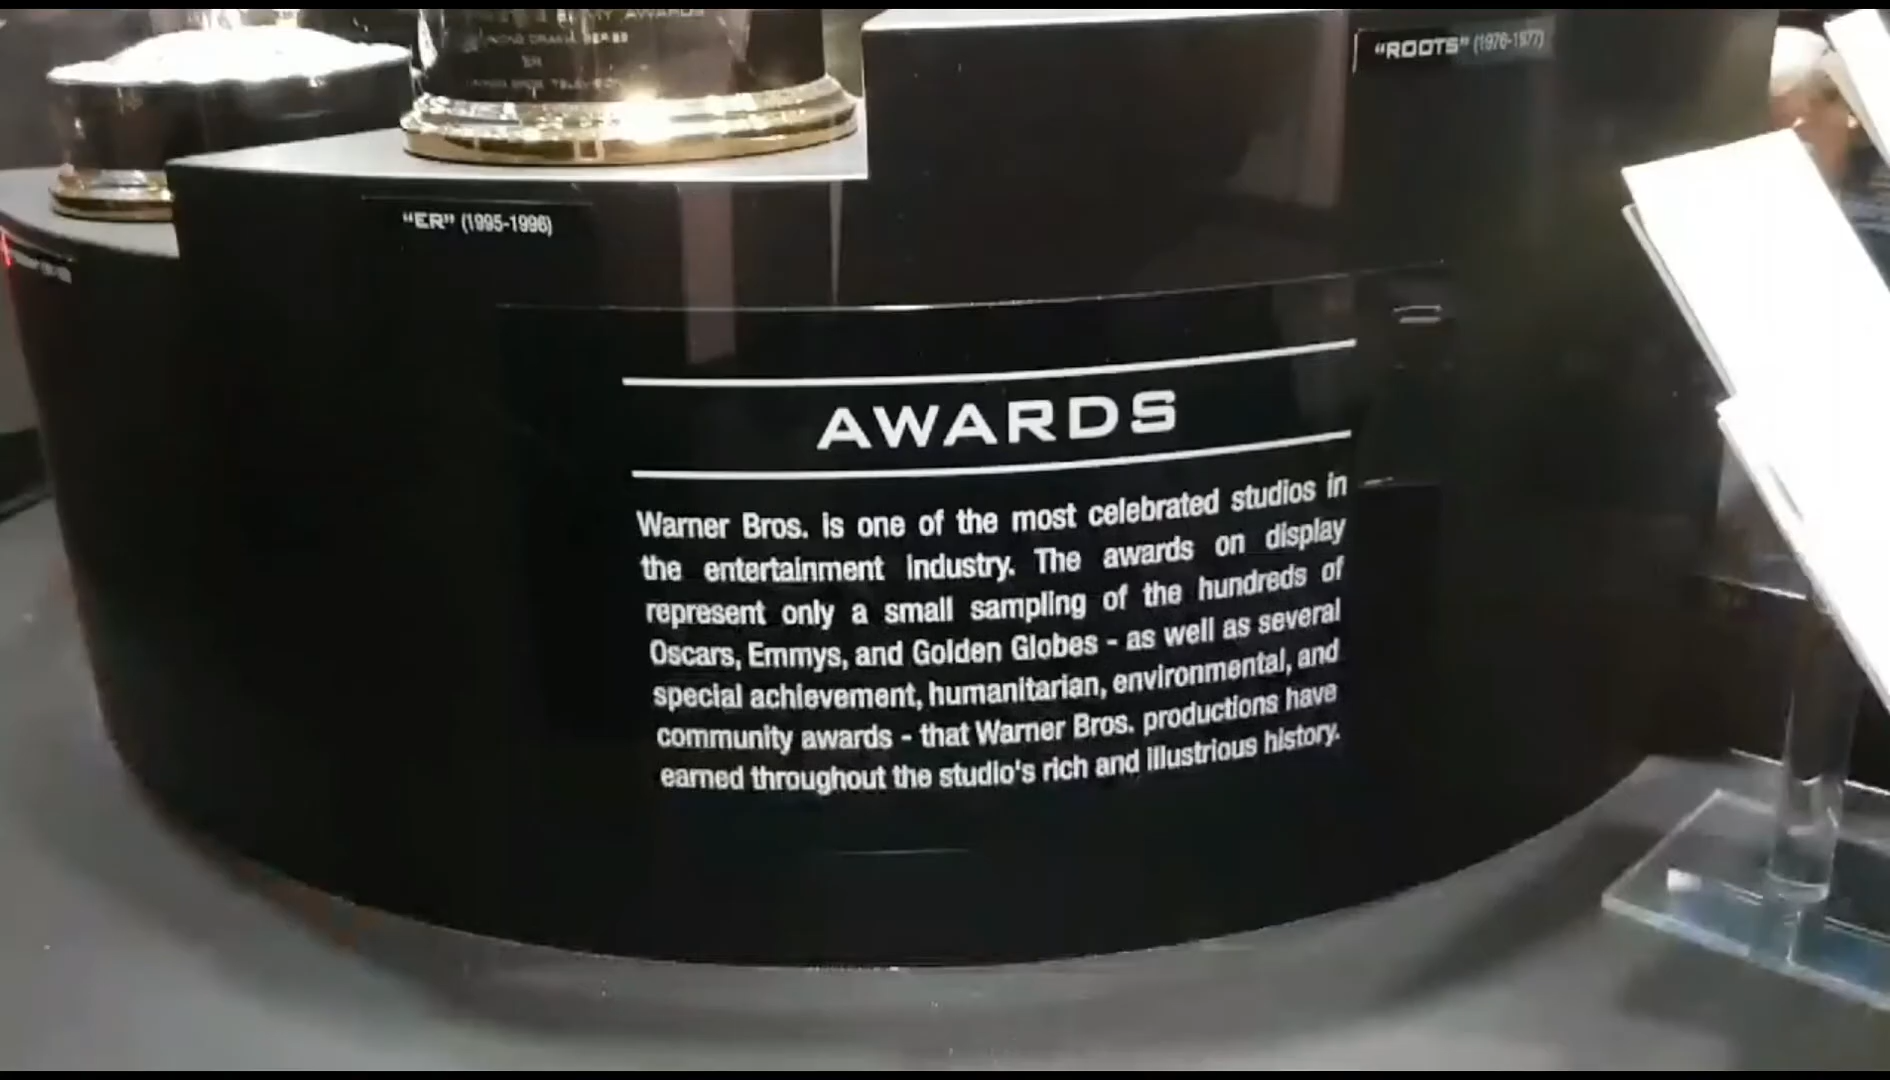 AWARDS
ER
"ROOTS" (1976-1977)
"ER" (1995-1996)
AWARDS
Warner Bros. is one of the most celebrated studios in
the entertainment industry. The awards on display
represent only a small sampling of the hundreds of
Oscars, Emmys, and Golden Globes - as well as several
special achievement, humanitarian, environmental, and
community awards - that Warner Bros. productions have
earned throughout the studio's rich and illustrious history.